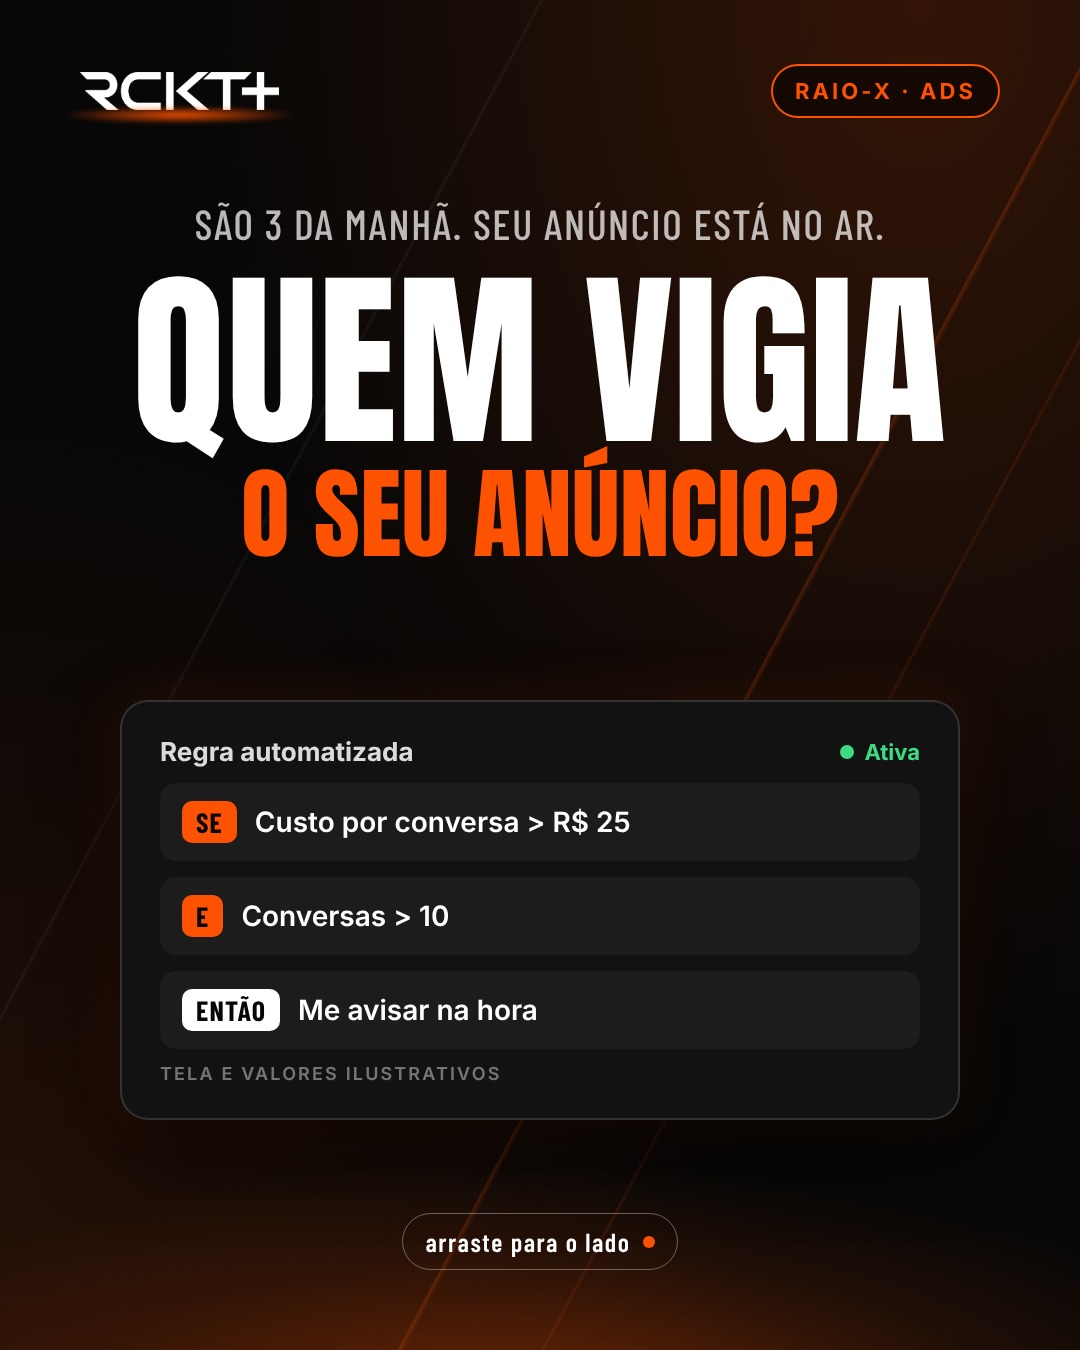 RCKT+
RAIO-X · ADS
SÃO 3 DA MANHÃ. SEU ANÚNCIO ESTÁ NO AR.
QUEM VIGIA
O SEU ANÚNCIO?
Regra automatizada
Ativa
SE Custo por conversa > R$ 25
E Conversas > 10
ENTÃO Me avisar na hora
TELA E VALORES ILUSTRATIVOS
arraste para o lado